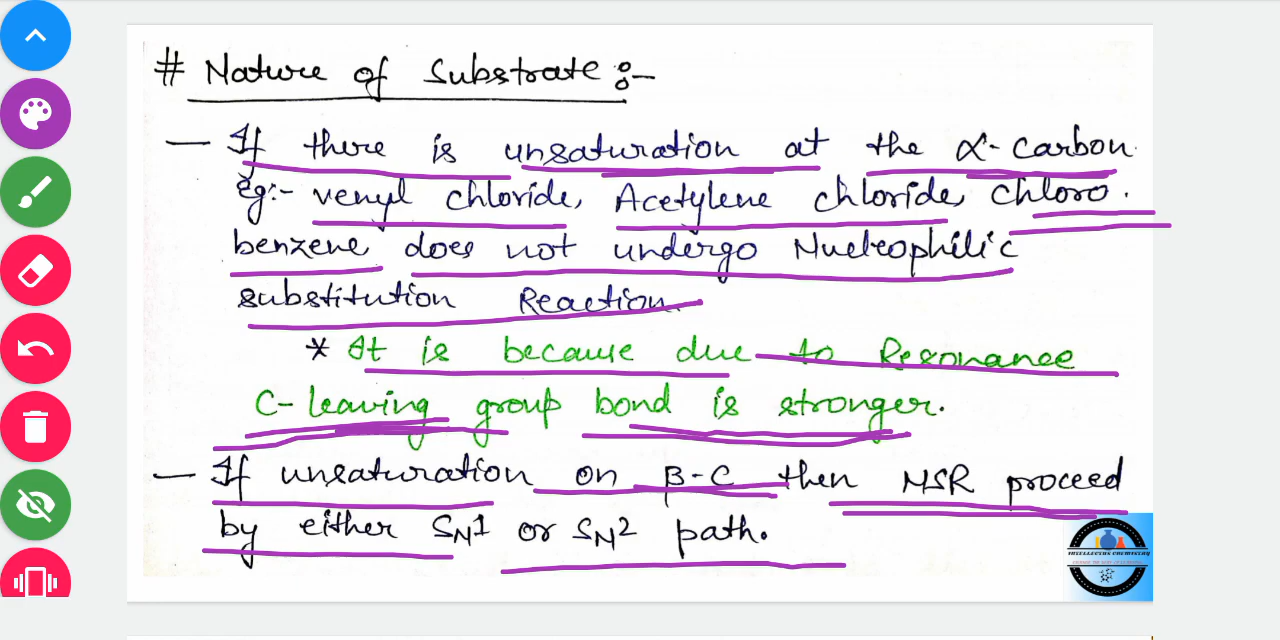 # Nature of Substrate :-
— If there is unsaturation at the α-carbon.
Eg:- venyl chloride, Acetylene chloride, chloro.
benzene does not undergo Nucleophilic
substitution Reaction
* It is because due to Resonance
C-leaving group bond is stronger.
— If unsaturation on β-C then NSR proceed
by either SN1 or SN2 path.
INTELLECTUS CHEMISTRY